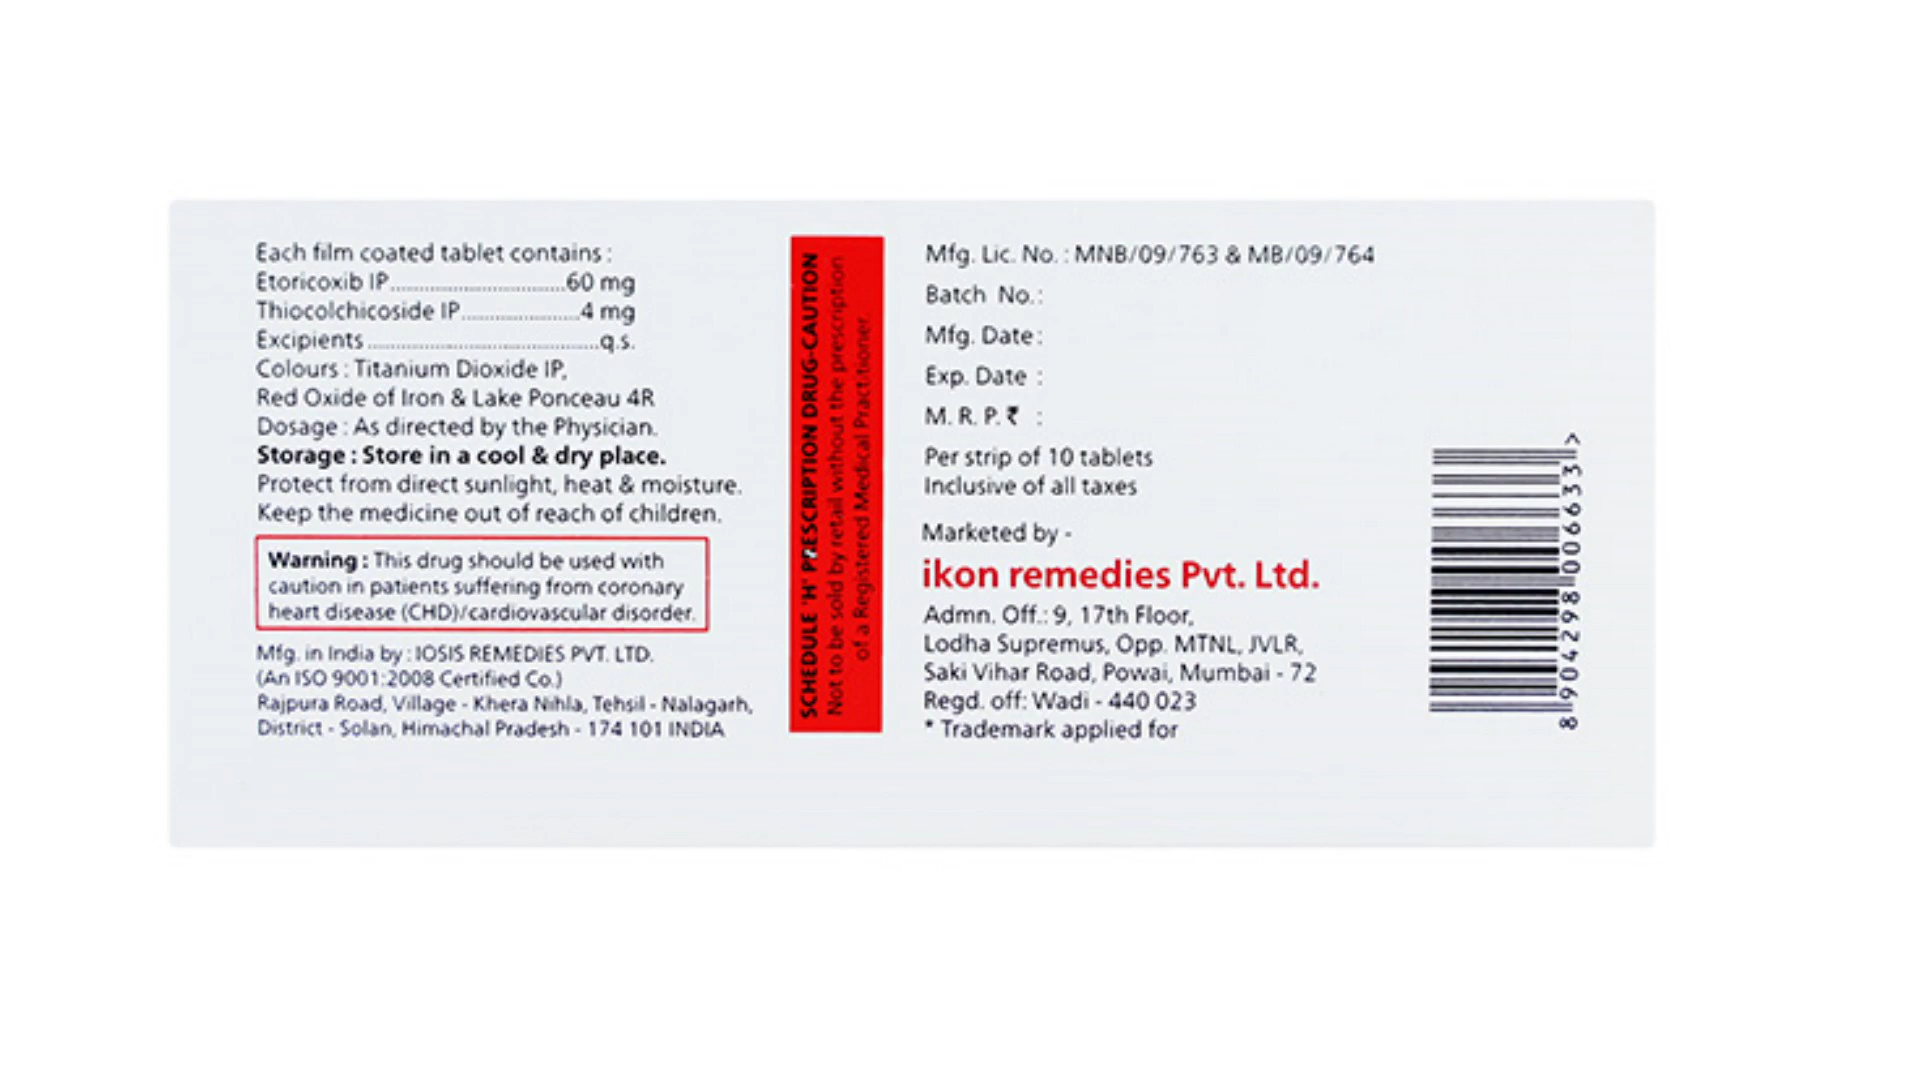 Each film coated tablet contains :
Etoricoxib IP................................60 mg
Thiocolchicoside IP......................4 mg
Excipients ..........................................q.s.
Colours : Titanium Dioxide IP,
Red Oxide of Iron & Lake Ponceau 4R
Dosage : As directed by the Physician.
Storage : Store in a cool & dry place.
Protect from direct sunlight, heat & moisture.
Keep the medicine out of reach of children.
Warning : This drug should be used with
caution in patients suffering from coronary
heart disease (CHD)/cardiovascular disorder.
Mfg. in India by : IOSIS REMEDIES PVT. LTD.
(An ISO 9001:2008 Certified Co.)
Rajpura Road, Village - Khera Nihla, Tehsil - Nalagarh,
District - Solan, Himachal Pradesh - 174 101 INDIA
SCHEDULE 'H' PRESCRIPTION DRUG-CAUTION
Not to be sold by retail without the prescription
of a Registered Medical Practitioner.
Mfg. Lic. No. : MNB/09/763 & MB/09/764
Batch No. :
Mfg. Date :
Exp. Date :
M. R. P. ₹ :
Per strip of 10 tablets
Inclusive of all taxes
Marketed by -
ikon remedies Pvt. Ltd.
Admn. Off.: 9, 17th Floor,
Lodha Supremus, Opp. MTNL, JVLR,
Saki Vihar Road, Powai, Mumbai - 72
Regd. off: Wadi - 440 023
* Trademark applied for
8 904298 006633 >